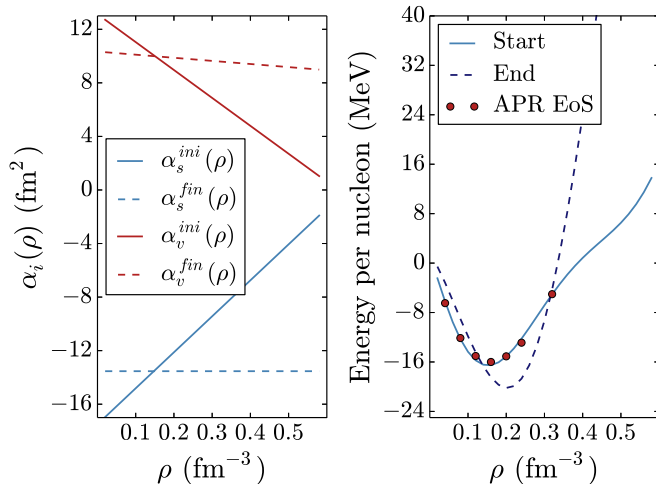 12
8
4
0
−4
−8
−12
−16
α_i(ρ) (fm²)
α_s^{ini}(ρ)
α_s^{fin}(ρ)
α_v^{ini}(ρ)
α_v^{fin}(ρ)
0.1 0.2 0.3 0.4 0.5
ρ (fm⁻³)
40
32
24
16
8
0
−8
−16
−24
Energy per nucleon (MeV)
Start
End
APR EoS
0.1 0.2 0.3 0.4 0.5
ρ (fm⁻³)